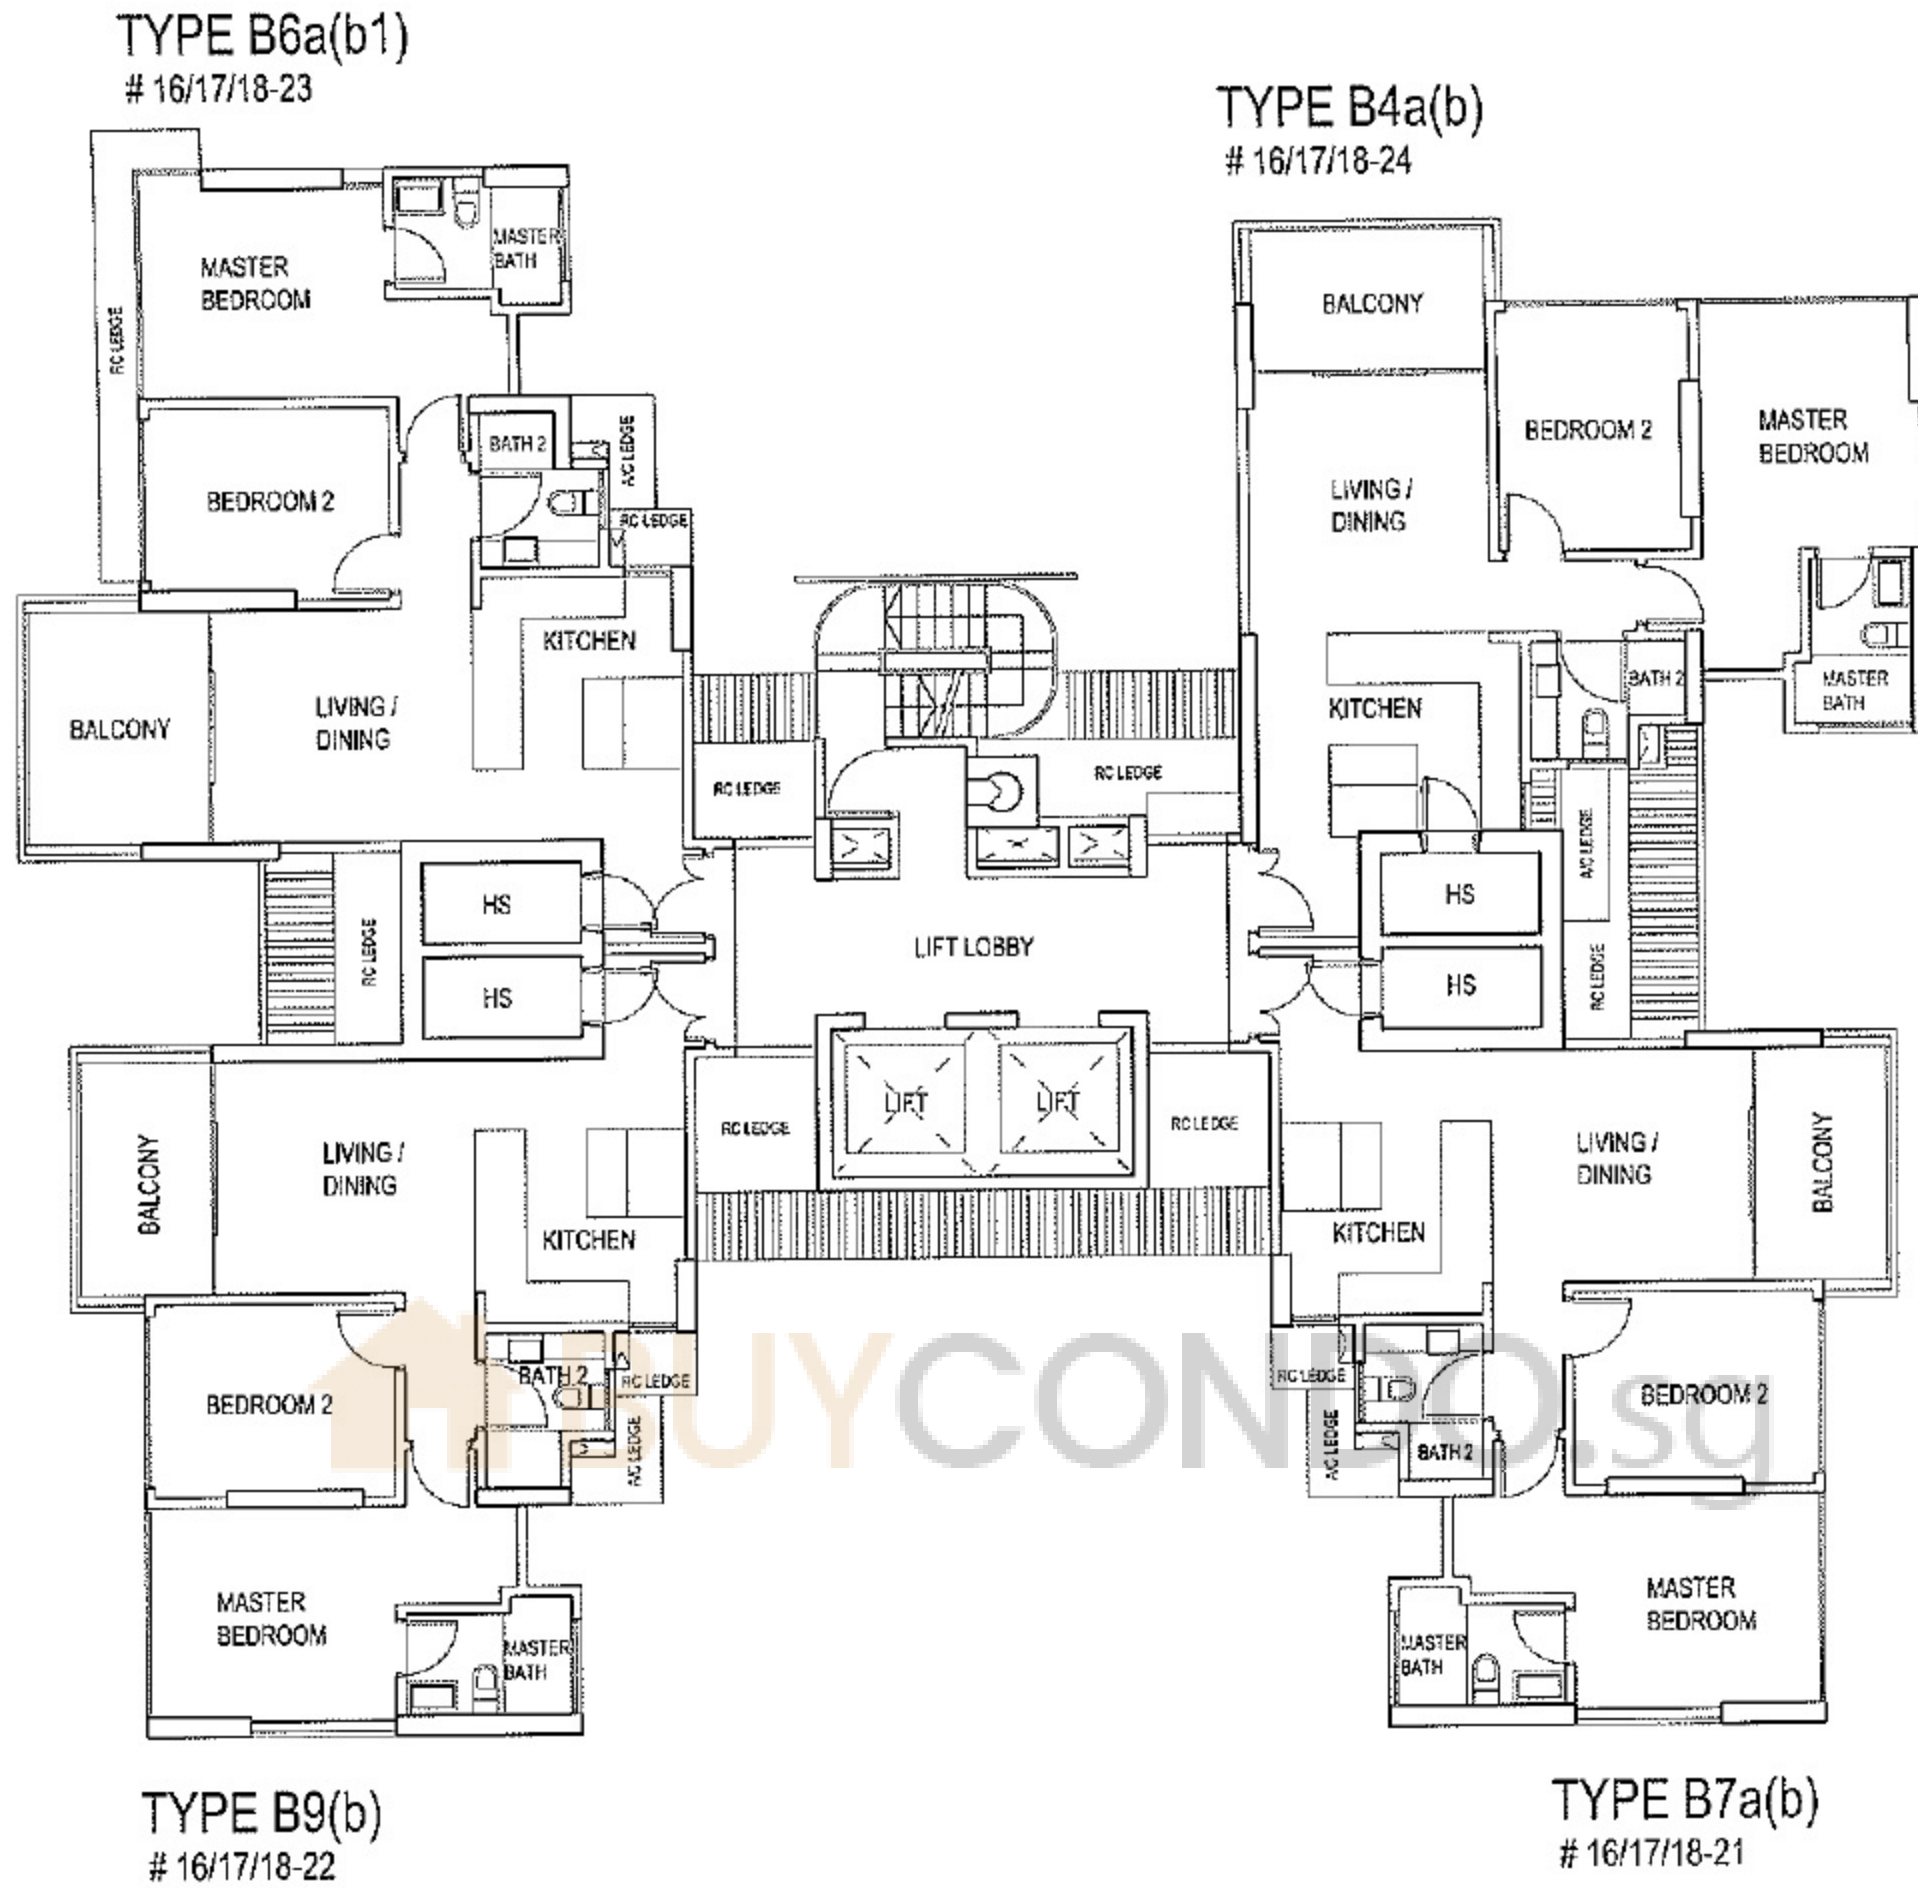 TYPE B6a(b1)
# 16/17/18-23
TYPE B4a(b)
# 16/17/18-24
MASTER
BEDROOM
MASTER
BATH
RC LEDGE
BEDROOM 2
BATH 2
A/C LEDGE
RC LEDGE
KITCHEN
LIVING /
DINING
BALCONY
RC LEDGE
RC LEDGE
BALCONY
BEDROOM 2
MASTER
BEDROOM
LIVING /
DINING
KITCHEN
BATH 2
MASTER
BATH
A/C LEDGE
RC LEDGE
HS
HS
RC LEDGE
LIFT LOBBY
HS
HS
LIFT
LIFT
RC LEDGE
RC LEDGE
BALCONY
LIVING /
DINING
KITCHEN
BEDROOM 2
BATH 2
RC LEDGE
A/C LEDGE
MASTER
BEDROOM
MASTER
BATH
KITCHEN
LIVING /
DINING
BALCONY
RC LEDGE
A/C LEDGE
BATH 2
BEDROOM 2
MASTER
BATH
MASTER
BEDROOM
BUYCONDO.sg
TYPE B9(b)
# 16/17/18-22
TYPE B7a(b)
# 16/17/18-21